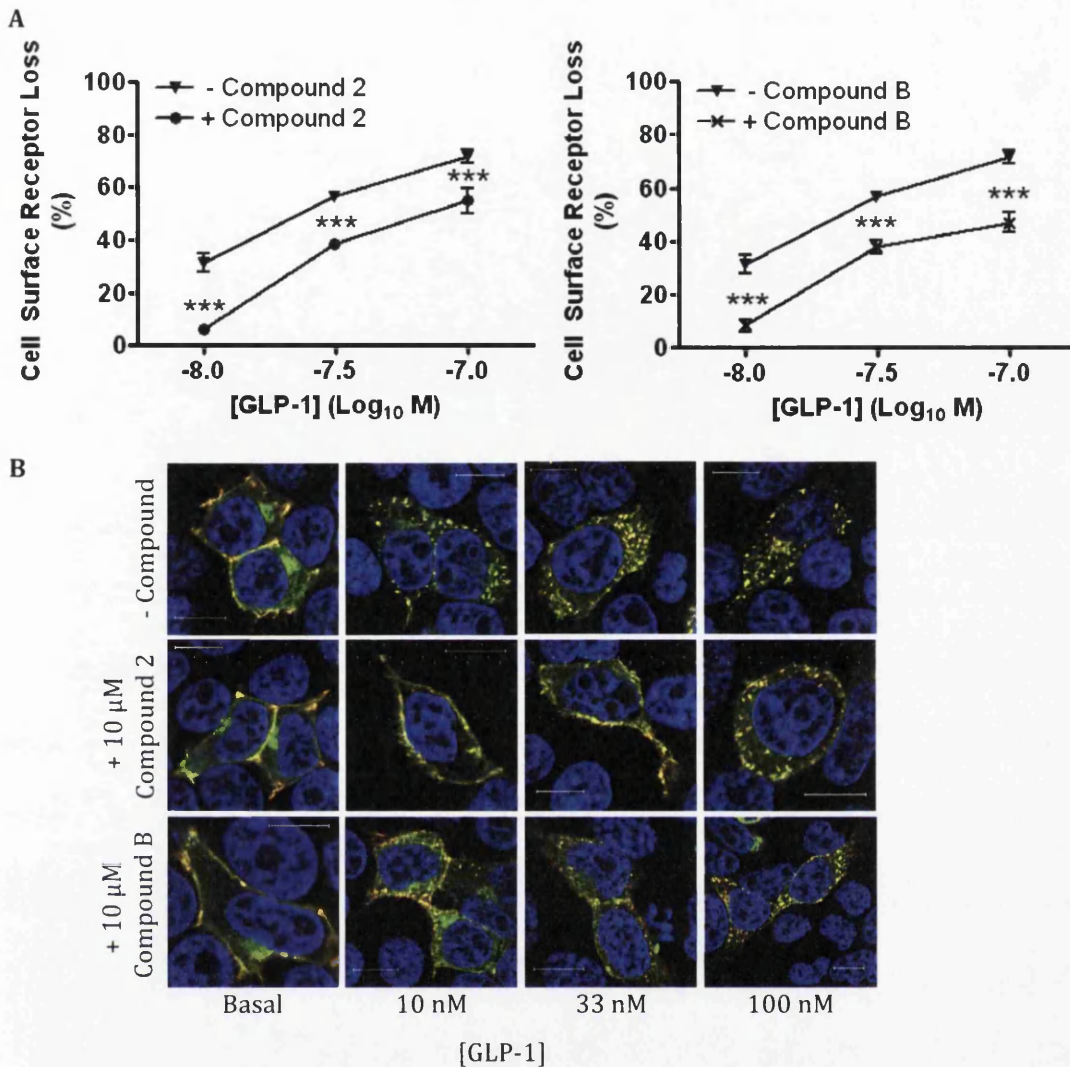 A
Cell Surface Receptor Loss
(%)
100
80
60
40
20
0
- Compound 2
+ Compound 2
***
***
***
-8.0
-7.5
-7.0
[GLP-1] (Log₁₀ M)
Cell Surface Receptor Loss
(%)
100
80
60
40
20
0
- Compound B
+ Compound B
***
***
***
-8.0
-7.5
-7.0
[GLP-1] (Log₁₀ M)
B
- Compound
+ 10 µM
Compound 2
+ 10 µM
Compound B
Basal
10 nM
33 nM
100 nM
[GLP-1]